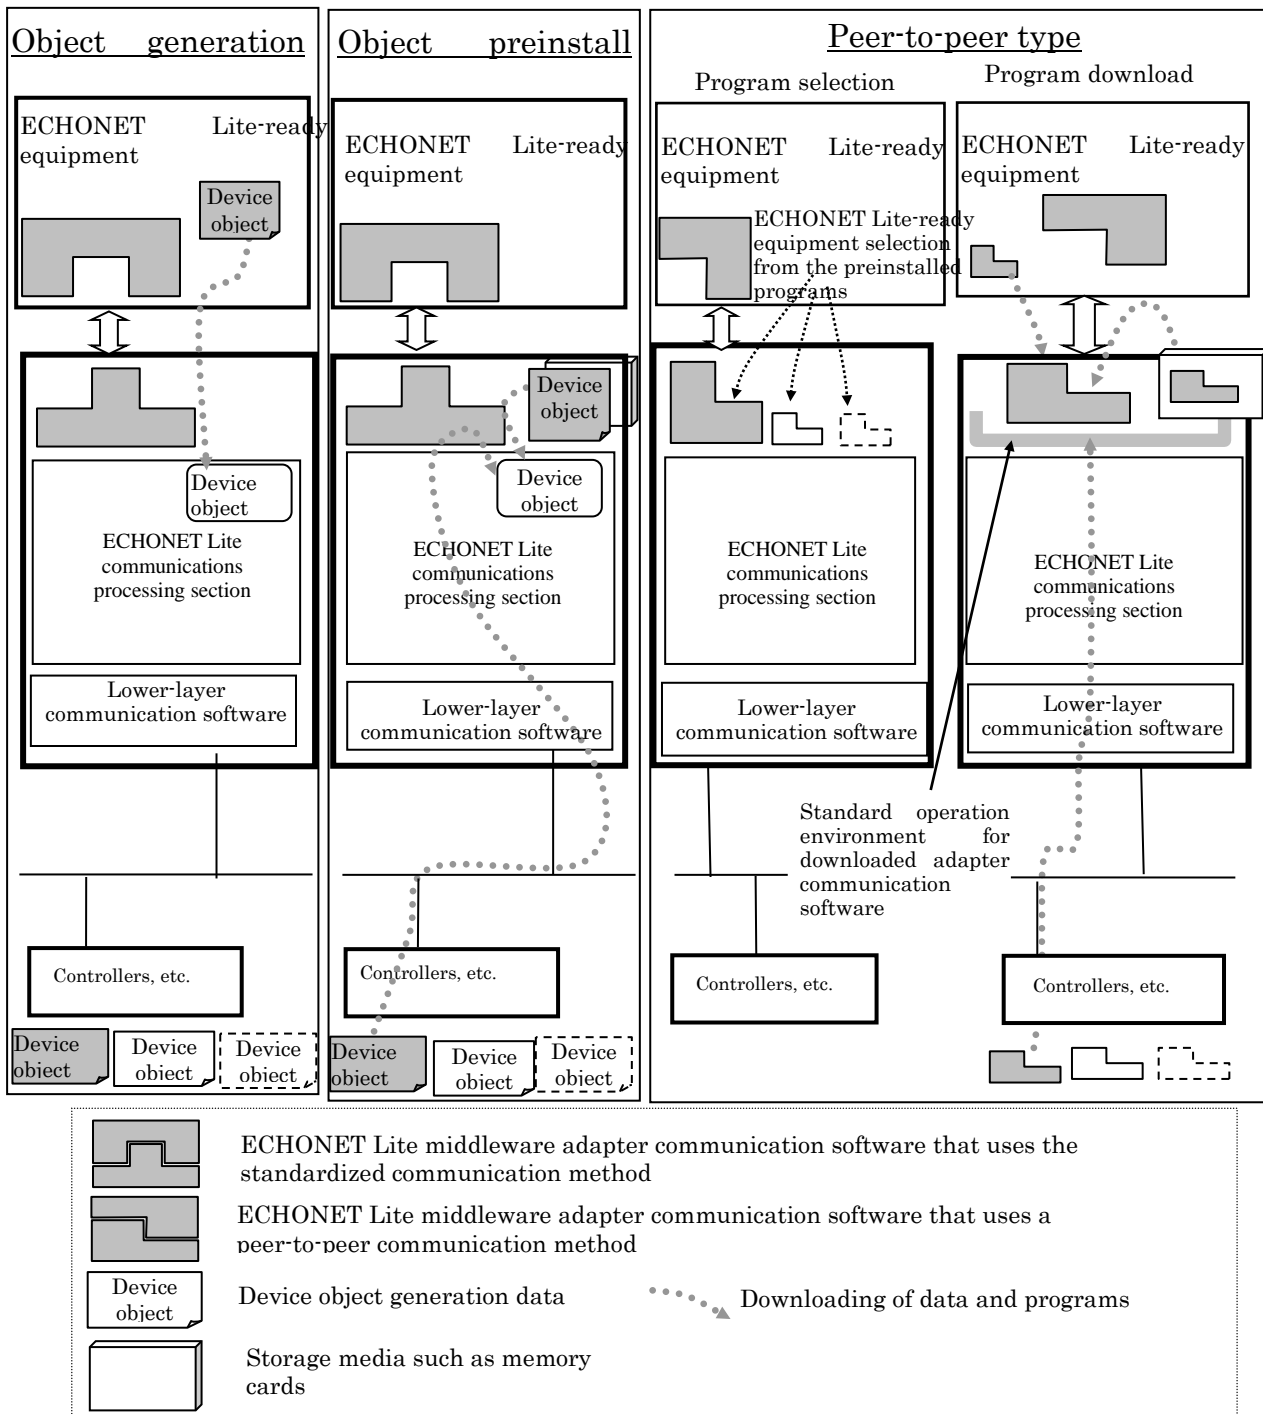 Object generation
ECHONET Lite-ready
equipment
Device
object
Device
object
ECHONET Lite
communications
processing section
Lower-layer
communication software
Controllers, etc.
Device
object
Device
object
Device
object
Object preinstall
ECHONET Lite-ready
equipment
Device
object
Device
object
ECHONET Lite
communications
processing section
Lower-layer
communication software
Controllers, etc.
Device
object
Device
object
Device
object
Peer-to-peer type
Program selection
ECHONET Lite-ready
equipment
ECHONET Lite-ready
equipment selection
from the preinstalled
programs
ECHONET Lite
communications
processing section
Lower-layer
communication software
Controllers, etc.
Program download
ECHONET Lite-ready
equipment
ECHONET Lite
communications
processing section
Lower-layer
communication software
Standard operation
environment for
downloaded adapter
communication
software
Controllers, etc.
ECHONET Lite middleware adapter communication software that uses the
standardized communication method
ECHONET Lite middleware adapter communication software that uses a
peer-to-peer communication method
Device
object
Device object generation data
Downloading of data and programs
Storage media such as memory
cards